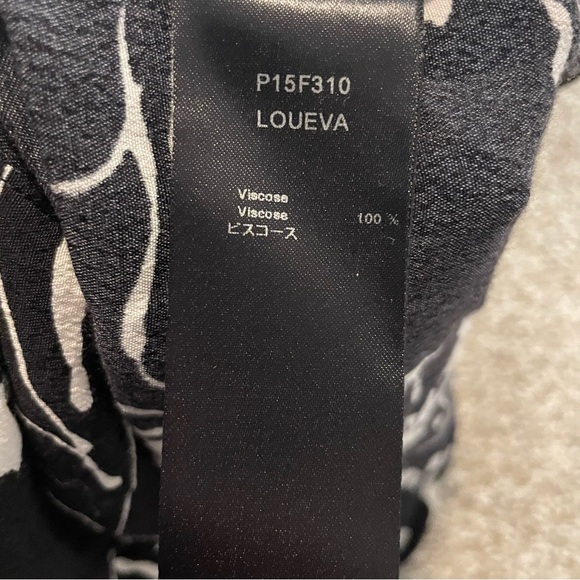 P15F310
LOUEVA
Viscose
Viscose 100 %
ビスコース